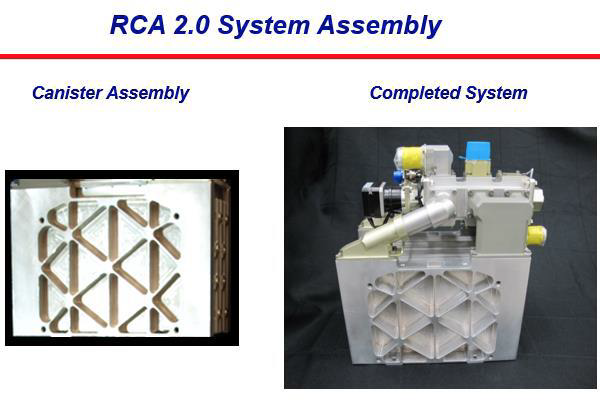 RCA 2.0 System Assembly
Canister Assembly
Completed System